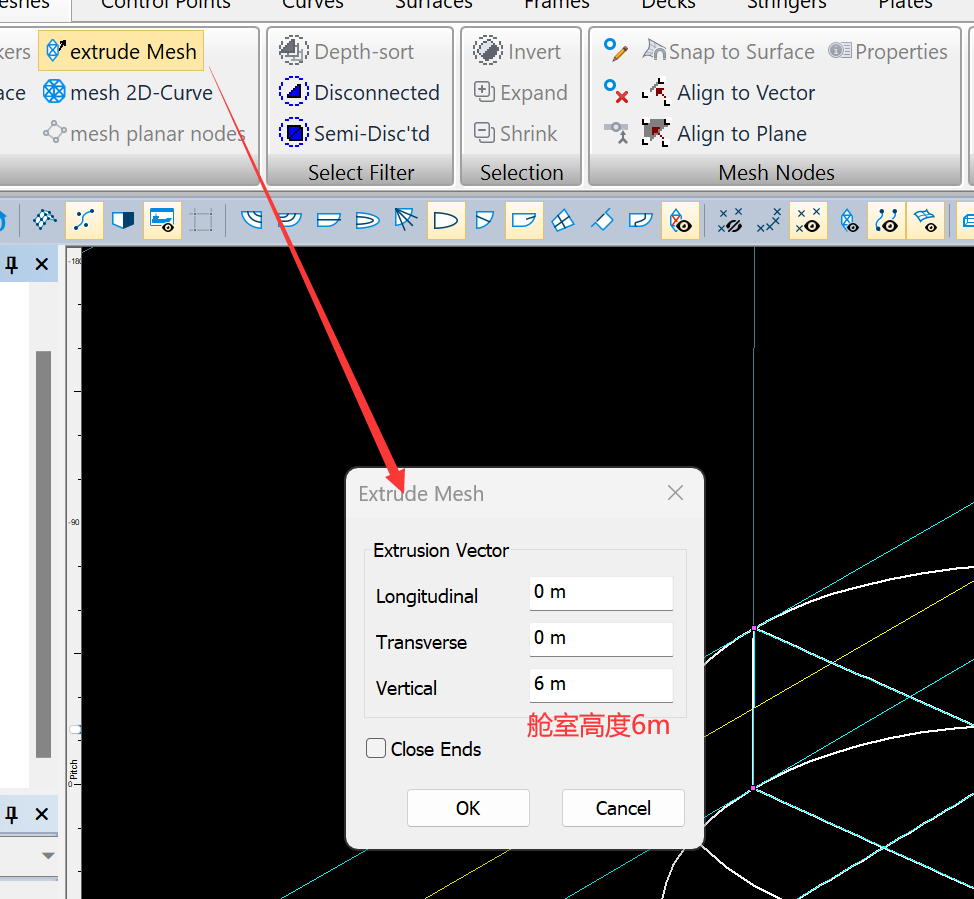 Control Points Curves Surfaces Frames Decks Stringers Plates
extrude Mesh
mesh 2D-Curve
mesh planar nodes
Depth-sort
Disconnected
Semi-Disc'td
Select Filter
Invert
Expand
Shrink
Selection
Snap to Surface Properties
Align to Vector
Align to Plane
Mesh Nodes
-180
-90
Pitch
0
Extrude Mesh
Extrusion Vector
Longitudinal 0 m
Transverse 0 m
Vertical 6 m
舱室高度6m
Close Ends
OK Cancel